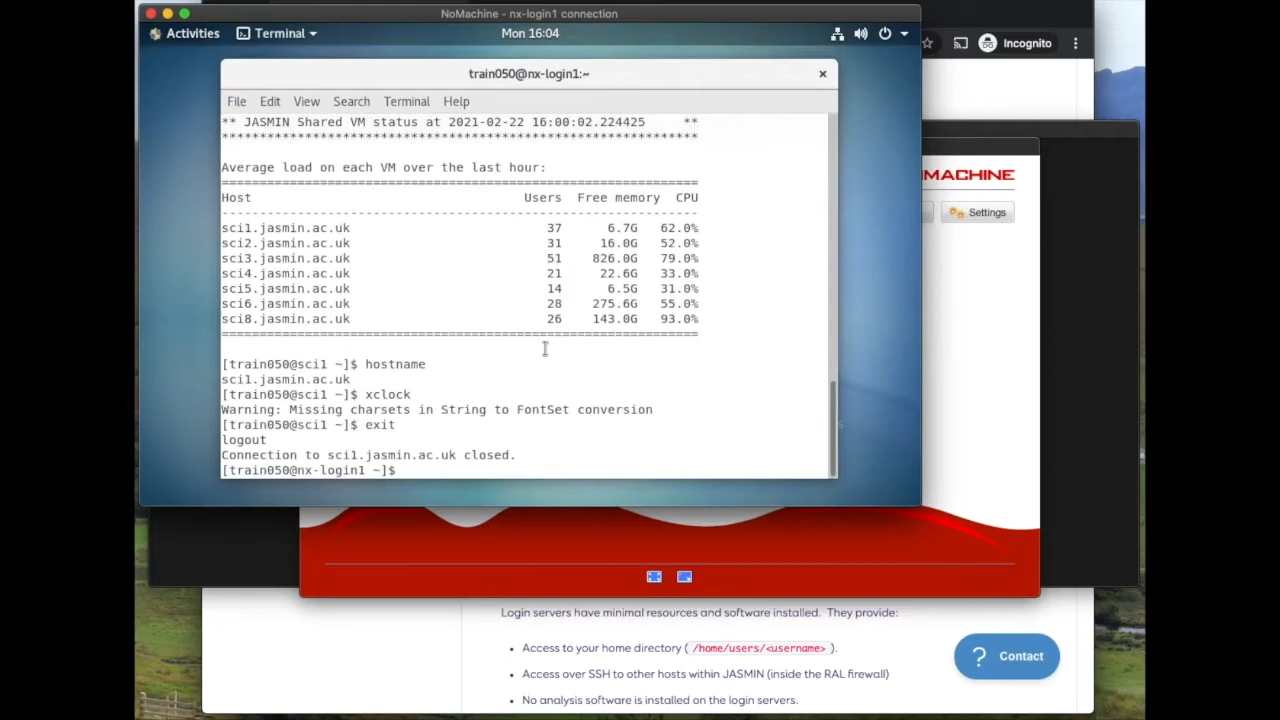 NoMachine - nx-login1 connection
Activities Terminal Mon 16:04
Incognito
train050@nx-login1:~
File Edit View Search Terminal Help
** JASMIN Shared VM status at 2021-02-22 16:00:02.224425 **
***************************************************************
Average load on each VM over the last hour:
===============================================================
Host Users Free memory CPU
---------------------------------------------------------------
sci1.jasmin.ac.uk 37 6.7G 62.0%
sci2.jasmin.ac.uk 31 16.0G 52.0%
sci3.jasmin.ac.uk 51 826.0G 79.0%
sci4.jasmin.ac.uk 21 22.6G 33.0%
sci5.jasmin.ac.uk 14 6.5G 31.0%
sci6.jasmin.ac.uk 28 275.6G 55.0%
sci8.jasmin.ac.uk 26 143.0G 93.0%
===============================================================
[train050@sci1 ~]$ hostname
sci1.jasmin.ac.uk
[train050@sci1 ~]$ xclock
Warning: Missing charsets in String to FontSet conversion
[train050@sci1 ~]$ exit
logout
Connection to sci1.jasmin.ac.uk closed.
[train050@nx-login1 ~]$
MACHINE
Settings
Login servers have minimal resources and software installed. They provide:
• Access to your home directory ( /home/users/<username> ).
• Access over SSH to other hosts within JASMIN (inside the RAL firewall)
• No analysis software is installed on the login servers.
? Contact